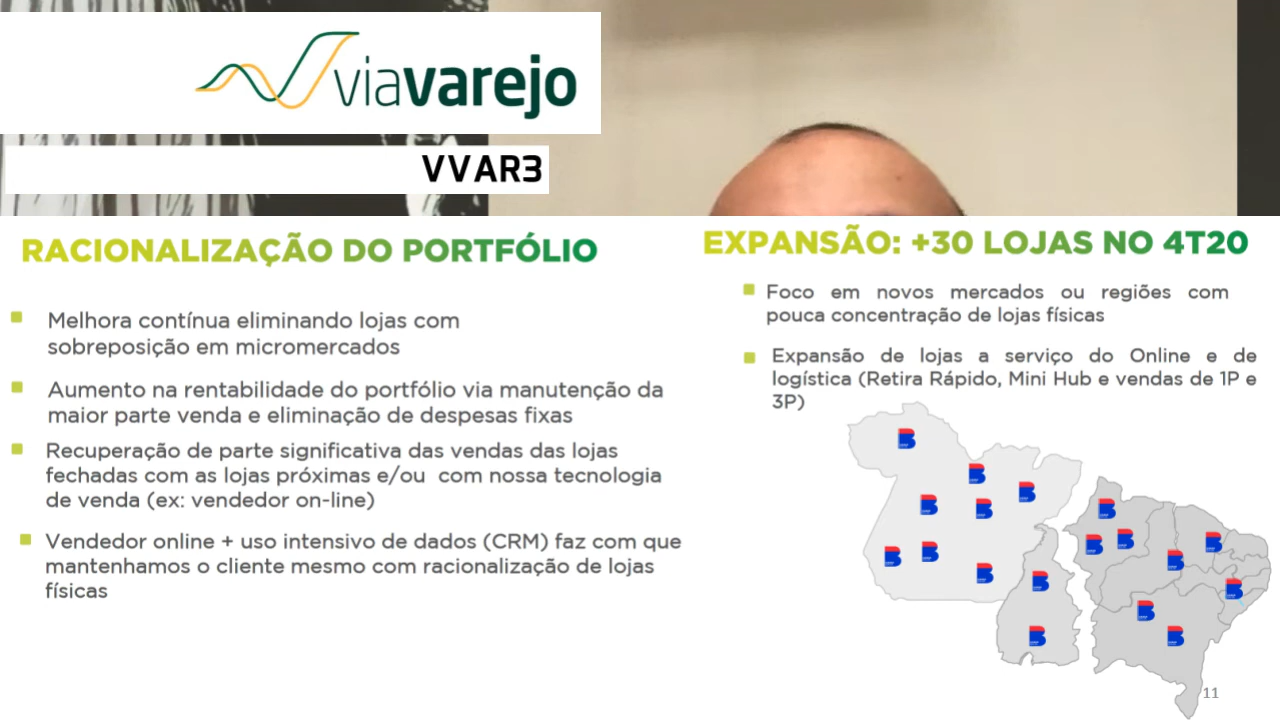 viavarejo
VVAR3
RACIONALIZAÇÃO DO PORTFÓLIO
Melhora contínua eliminando lojas com
sobreposição em micromercados
Aumento na rentabilidade do portfólio via manutenção da
maior parte venda e eliminação de despesas fixas
Recuperação de parte significativa das vendas das lojas
fechadas com as lojas próximas e/ou com nossa tecnologia
de venda (ex: vendedor on-line)
Vendedor online + uso intensivo de dados (CRM) faz com que
mantenhamos o cliente mesmo com racionalização de lojas
físicas
EXPANSÃO: +30 LOJAS NO 4T20
Foco em novos mercados ou regiões com
pouca concentração de lojas físicas
Expansão de lojas a serviço do Online e de
logística (Retira Rápido, Mini Hub e vendas de 1P e
3P)
11